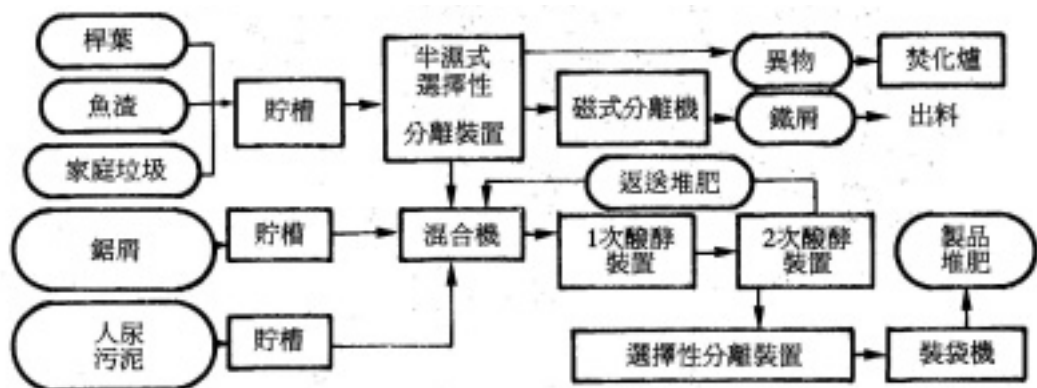 桿葉
魚渣
家庭垃圾
貯槽
半濕式
選擇性
分離裝置
磁式分離機
異物
焚化爐
鐵屑
出料
鋸屑
貯槽
混合機
返送堆肥
1次醱酵
裝置
2次醱酵
裝置
製品
堆肥
人尿
污泥
貯槽
選擇性分離裝置
裝袋機